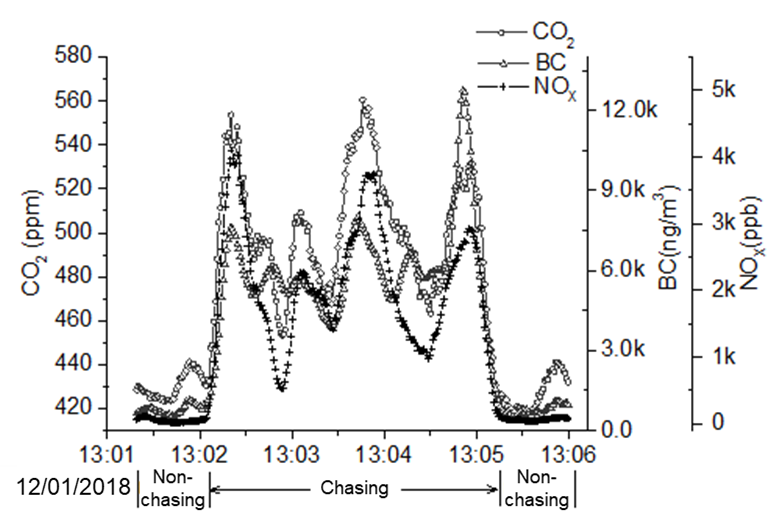 CO2
BC
NOX
580
560
540
520
500
480
460
440
420
CO2 (ppm)
12.0k
9.0k
6.0k
3.0k
0.0
BC(ng/m³)
5k
4k
3k
2k
1k
0
NOX(ppb)
13:01 13:02 13:03 13:04 13:05 13:06
12/01/2018
Non-
chasing
Chasing
Non-
chasing